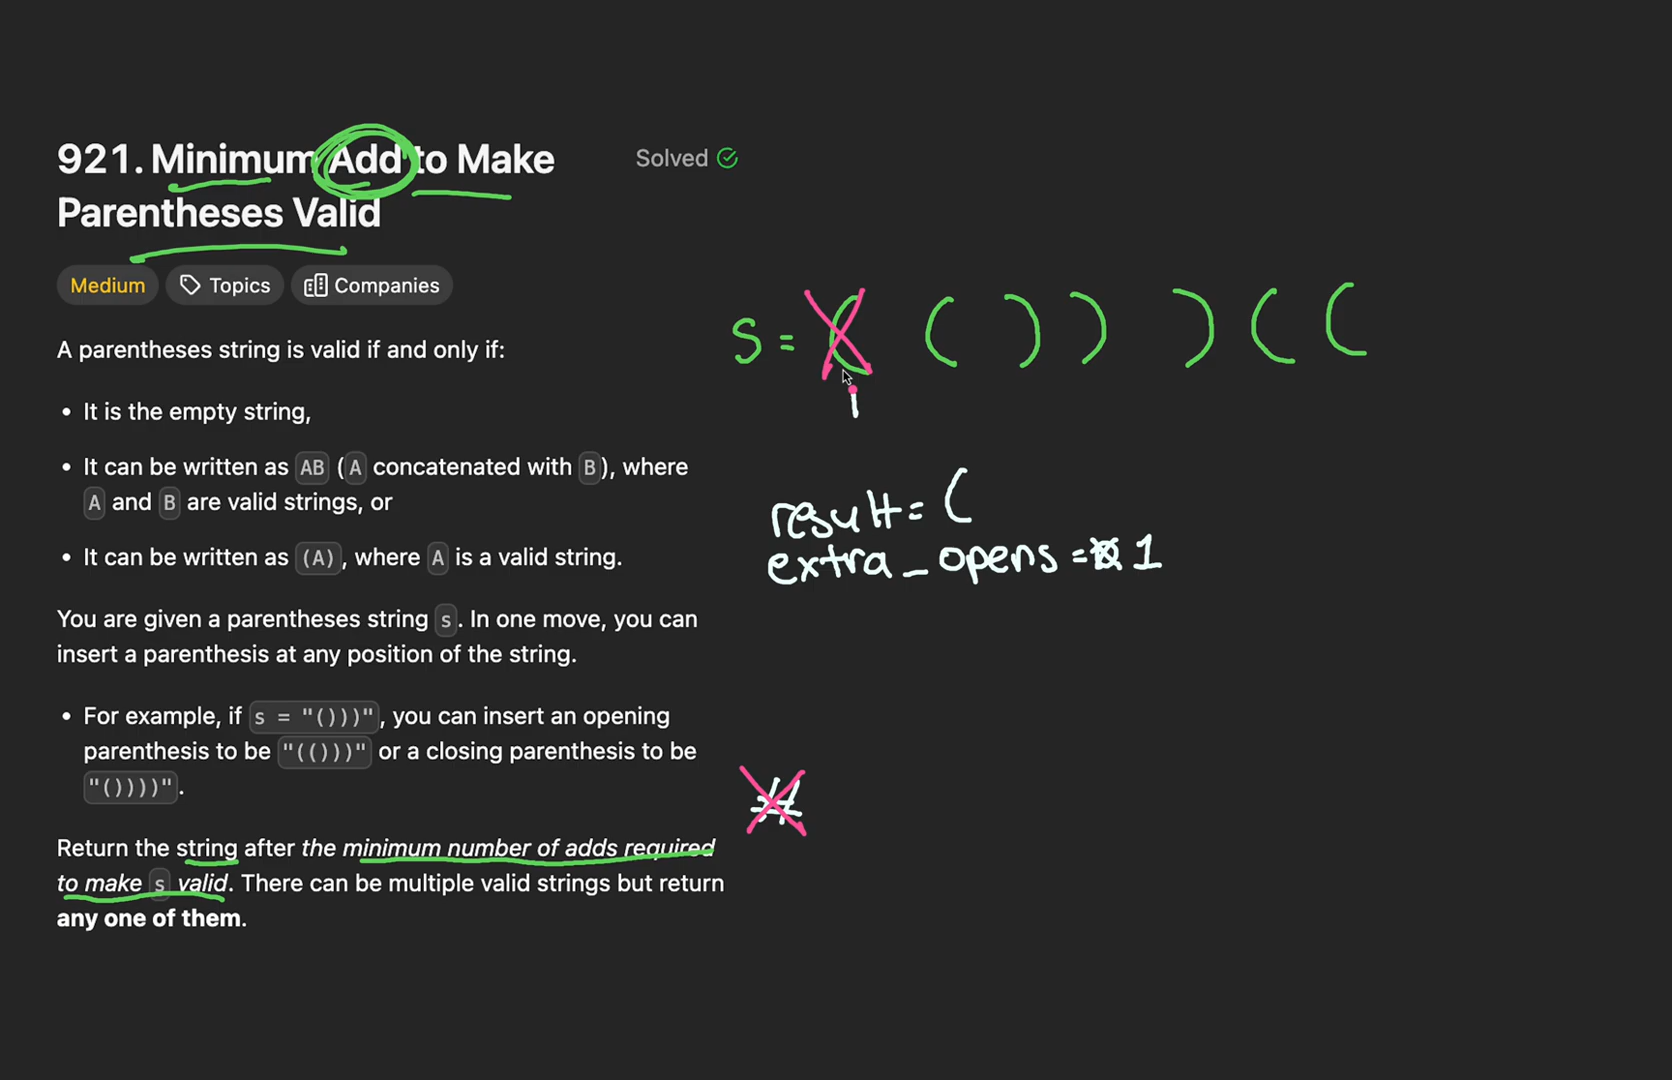 921. Minimum Add to Make
Parentheses Valid
Solved
Medium
Topics
Companies
A parentheses string is valid if and only if:
• It is the empty string,
• It can be written as AB (A concatenated with B), where
A and B are valid strings, or
• It can be written as (A), where A is a valid string.
You are given a parentheses string s. In one move, you can
insert a parenthesis at any position of the string.
• For example, if s = "()))", you can insert an opening
parenthesis to be "(()))" or a closing parenthesis to be
"())))".
Return the string after the minimum number of adds required
to make s valid. There can be multiple valid strings but return
any one of them.
s = ( ( ) ) ) ( (
i
result = (
extra_opens = 0 1
#